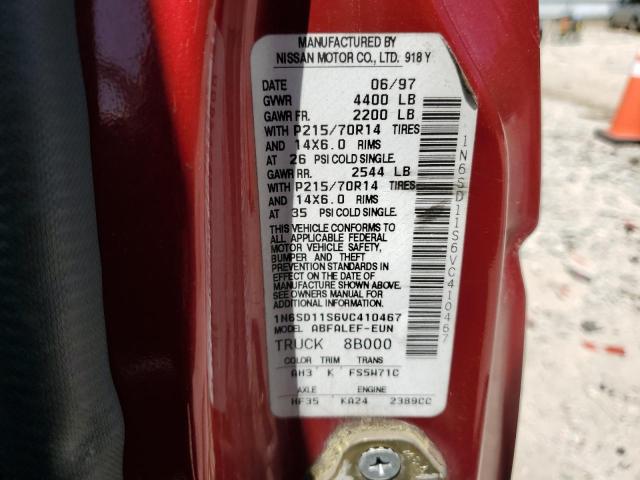 MANUFACTURED BY
NISSAN MOTOR CO., LTD. 918 Y
DATE 06/97
GVWR 4400 LB
GAWR FR. 2200 LB
WITH P215/70R14 TIRES
AND 14X6.0 RIMS
AT 26 PSI COLD SINGLE.
GAWR RR. 2544 LB
WITH P215/70R14 TIRES
AND 14X6.0 RIMS
AT 35 PSI COLD SINGLE.
THIS VEHICLE CONFORMS TO
ALL APPLICABLE FEDERAL
MOTOR VEHICLE SAFETY,
BUMPER AND THEFT
PREVENTION STANDARDS IN
EFFECT ON THE DATE OF
MANUFACTURE SHOWN ABOVE.
SEE OWNERS MANUAL FOR
ADDITIONAL LOADING
1N6SD11S6VC410467
MODEL ABFALEF-EUN
TRUCK 8B000
COLOR TRIM TRANS
AH3 K FS5W71C
AXLE ENGINE
HF35 KA24 2389CC
1N6SD11S6VC410467